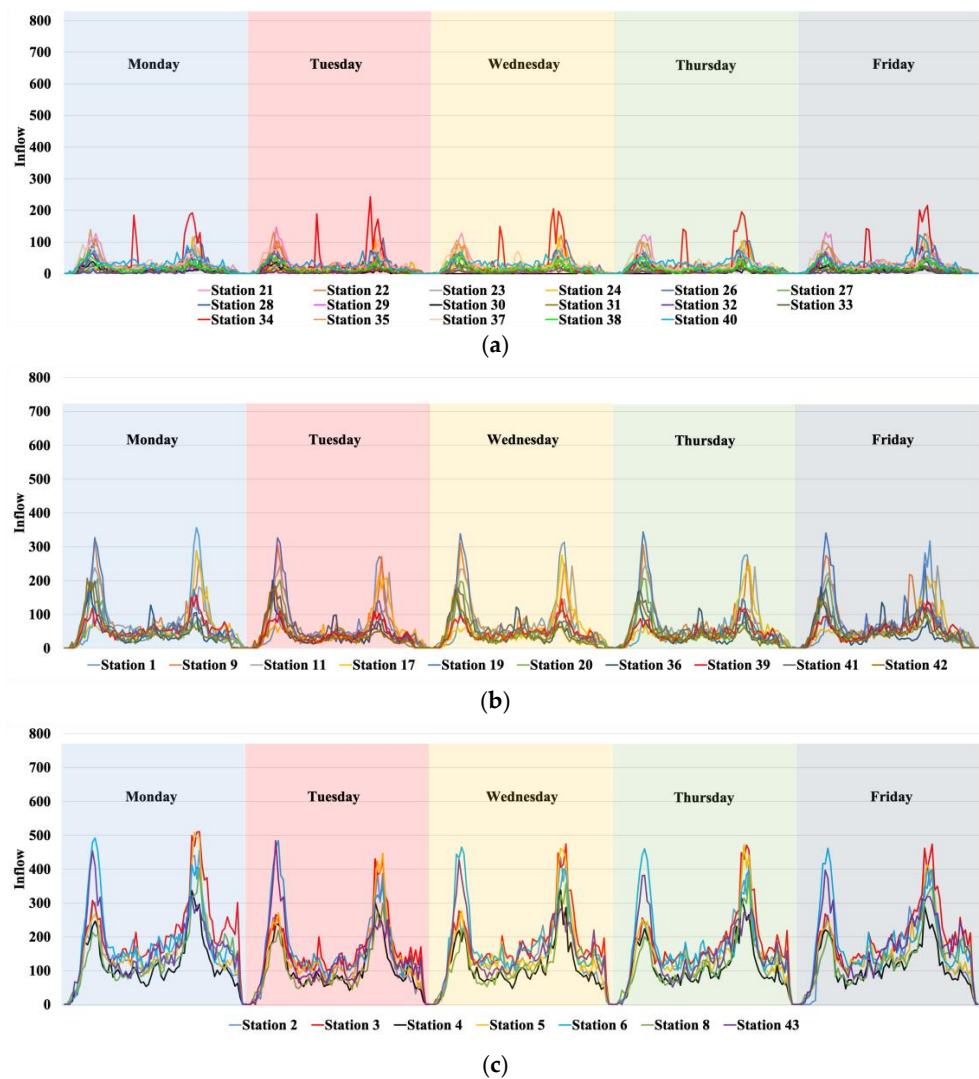 800
700
600
500
400
300
200
100
0
Inflow
Monday
Tuesday
Wednesday
Thursday
Friday
Station 21 Station 22 Station 23 Station 24 Station 26 Station 27
Station 28 Station 29 Station 30 Station 31 Station 32 Station 33
Station 34 Station 35 Station 37 Station 38 Station 40
(a)
800
700
600
500
400
300
200
100
0
Inflow
Monday
Tuesday
Wednesday
Thursday
Friday
Station 1 Station 9 Station 11 Station 17 Station 19 Station 20 Station 36 Station 39 Station 41 Station 42
(b)
800
700
600
500
400
300
200
100
0
Inflow
Monday
Tuesday
Wednesday
Thursday
Friday
Station 2 Station 3 Station 4 Station 5 Station 6 Station 8 Station 43
(c)